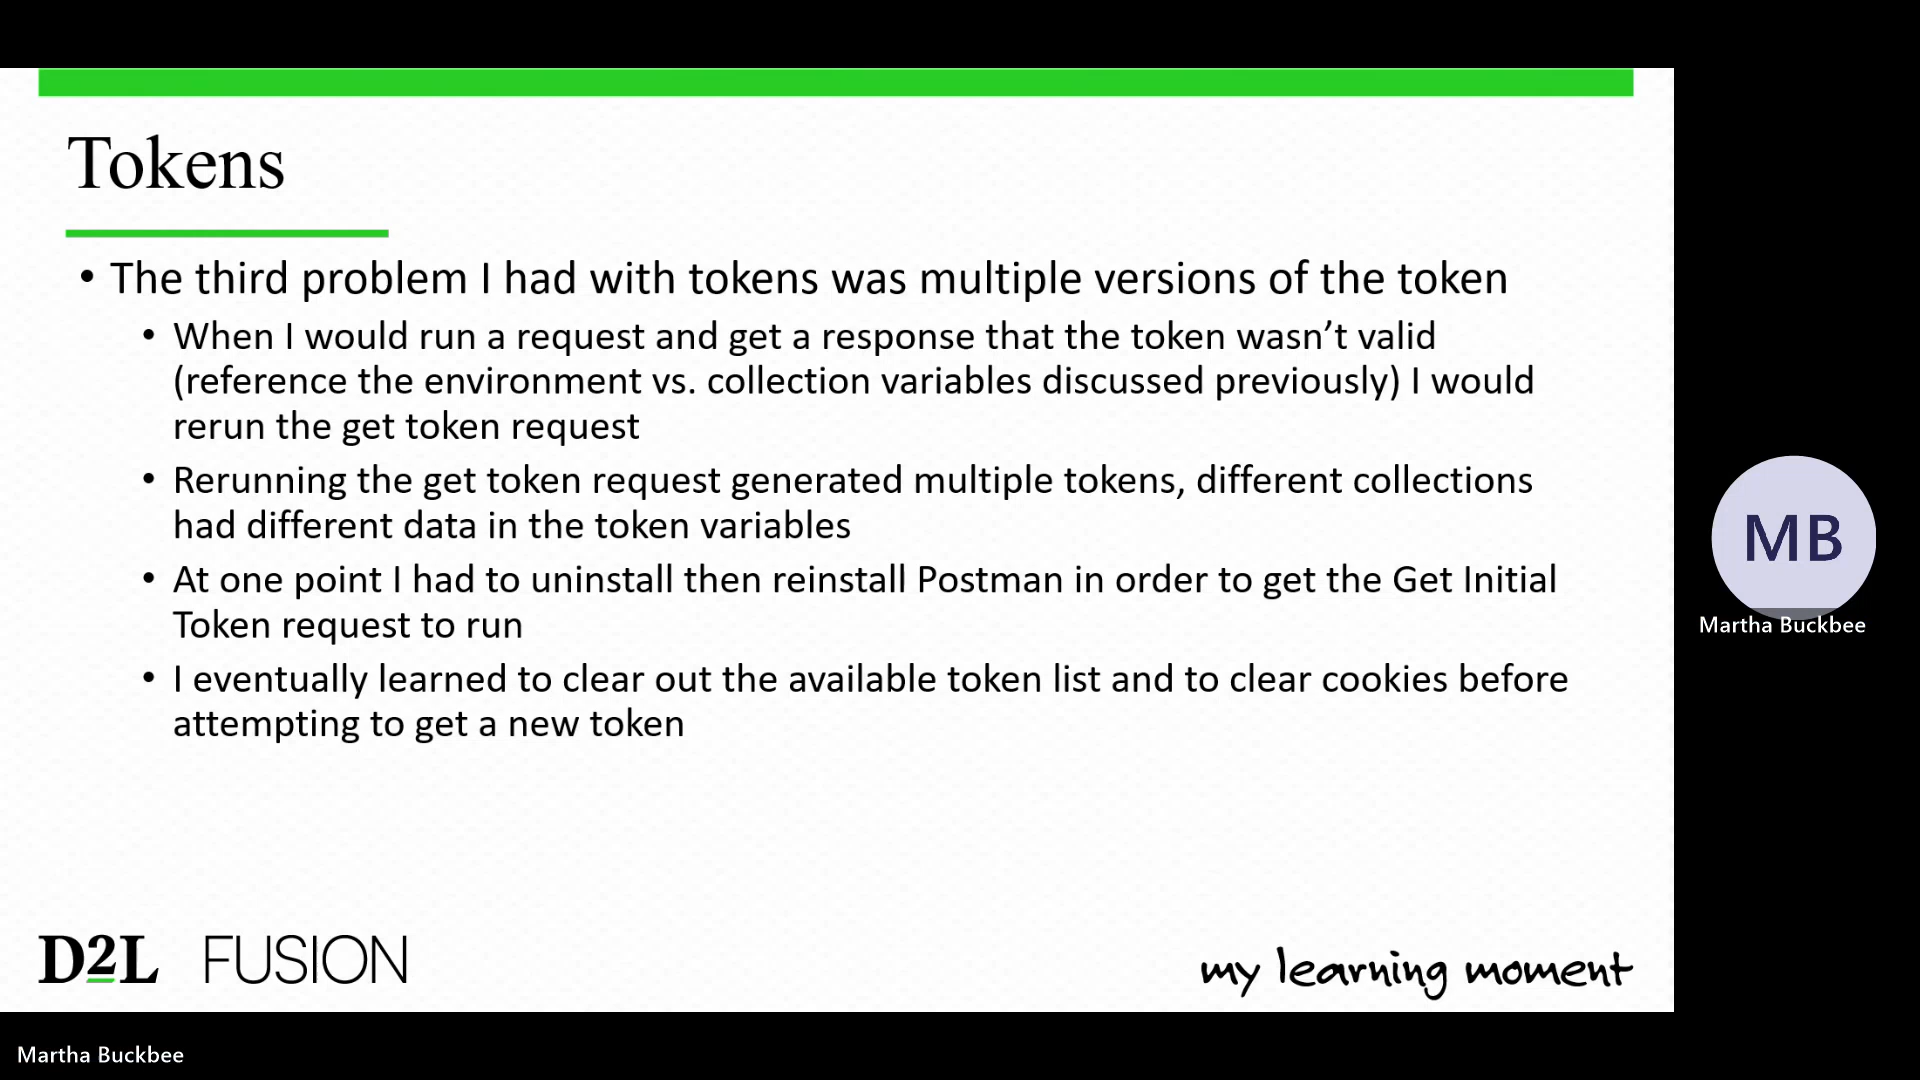 Tokens
• The third problem I had with tokens was multiple versions of the token
• When I would run a request and get a response that the token wasn’t valid
(reference the environment vs. collection variables discussed previously) I would
rerun the get token request
• Rerunning the get token request generated multiple tokens, different collections
had different data in the token variables
• At one point I had to uninstall then reinstall Postman in order to get the Get Initial
Token request to run
• I eventually learned to clear out the available token list and to clear cookies before
attempting to get a new token
MB
Martha Buckbee
D2L FUSION
my learning moment
Martha Buckbee